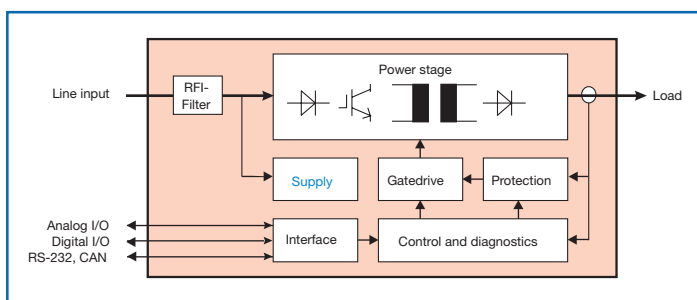 Power stage
Line input
RFI-
Filter
Load
Supply
Gatedrive
Protection
Analog I/O
Digital I/O
RS-232, CAN
Interface
Control and diagnostics